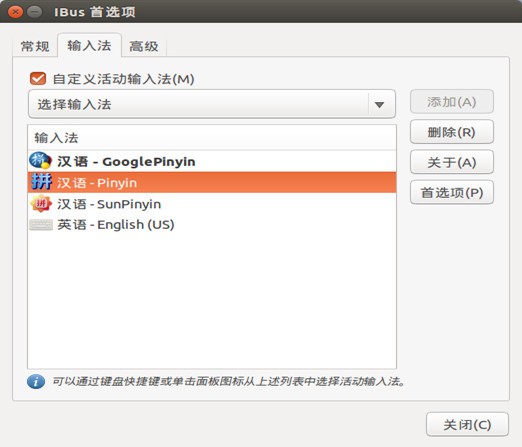 IBus 首选项
常规 输入法 高级
自定义活动输入法(M)
选择输入法
添加(A)
输入法
删除(R)
汉语 - GooglePinyin
关于(A)
汉语 - Pinyin
首选项(P)
汉语 - SunPinyin
英语 - English (US)
可以通过键盘快捷键或单击面板图标从上述列表中选择活动输入法。
关闭(C)